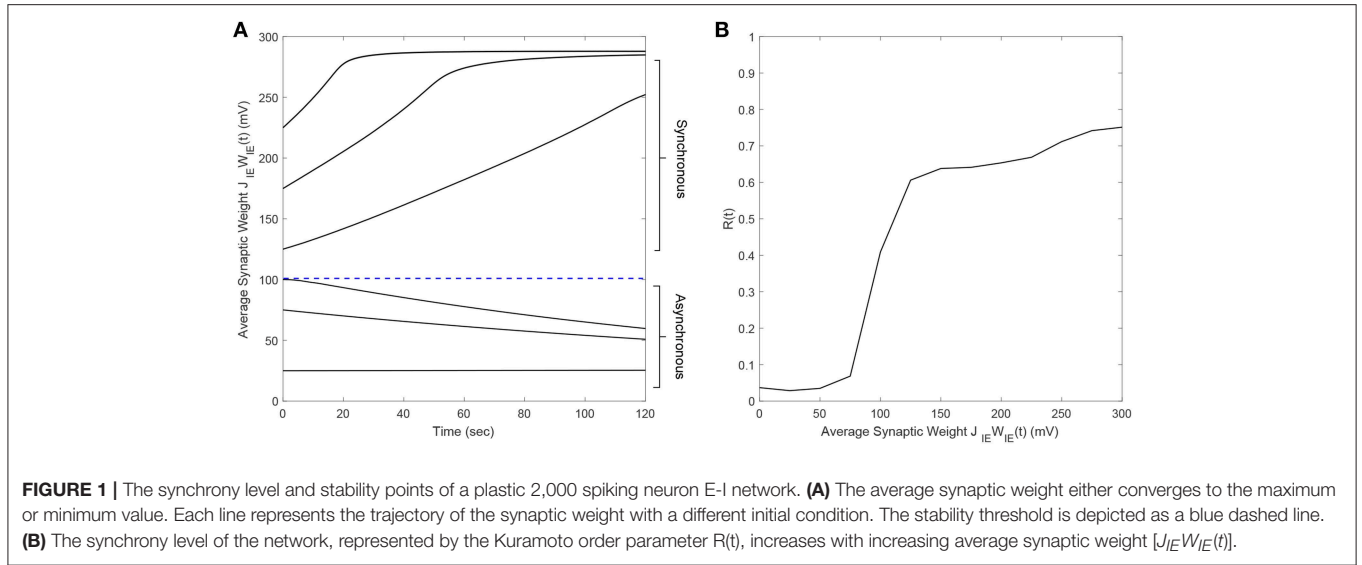 A
B
300
250
200
150
100
50
0
Average Synaptic Weight J IE W IE (t) (mV)
0 20 40 60 80 100 120
Time (sec)
Synchronous
Asynchronous
1
0.9
0.8
0.7
0.6
0.5
0.4
0.3
0.2
0.1
0
R(t)
0 50 100 150 200 250 300
Average Synaptic Weight J IE W IE (t) (mV)
FIGURE 1 | The synchrony level and stability points of a plastic 2,000 spiking neuron E-I network. (A) The average synaptic weight either converges to the maximum
or minimum value. Each line represents the trajectory of the synaptic weight with a different initial condition. The stability threshold is depicted as a blue dashed line.
(B) The synchrony level of the network, represented by the Kuramoto order parameter R(t), increases with increasing average synaptic weight [J IE W IE (t)].